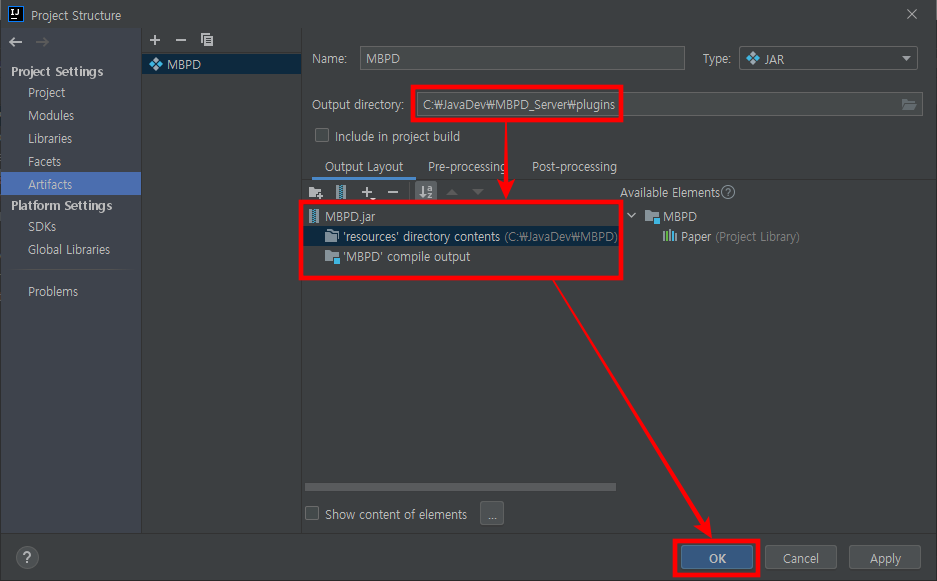 Project Structure
Project Settings
Project
Modules
Libraries
Facets
Artifacts
Platform Settings
SDKs
Global Libraries
Problems
MBPD
Name: MBPD
Type: JAR
Output directory: C:₩JavaDev₩MBPD_Server₩plugins
Include in project build
Output Layout Pre-processing Post-processing
Available Elements
MBPD.jar
'resources' directory contents (C:₩JavaDev₩MBPD)
'MBPD' compile output
MBPD
Paper (Project Library)
Show content of elements ...
? OK Cancel Apply